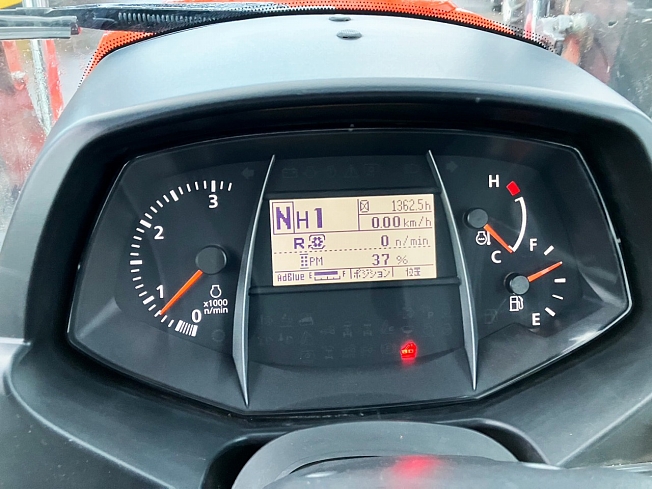 3
2
1
0
x1000
n/min
N H1
1362.5h
0.00 km/h
R 0 n/min
PM 37 %
AdBlue E F ポジション
H
C
F
E